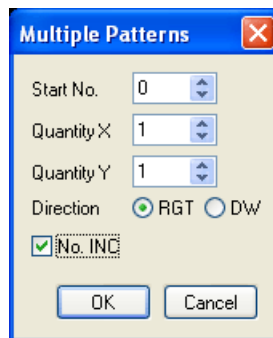 Multiple Patterns
Start No. 0
Quantity X 1
Quantity Y 1
Direction RGT DW
No. INC
OK Cancel